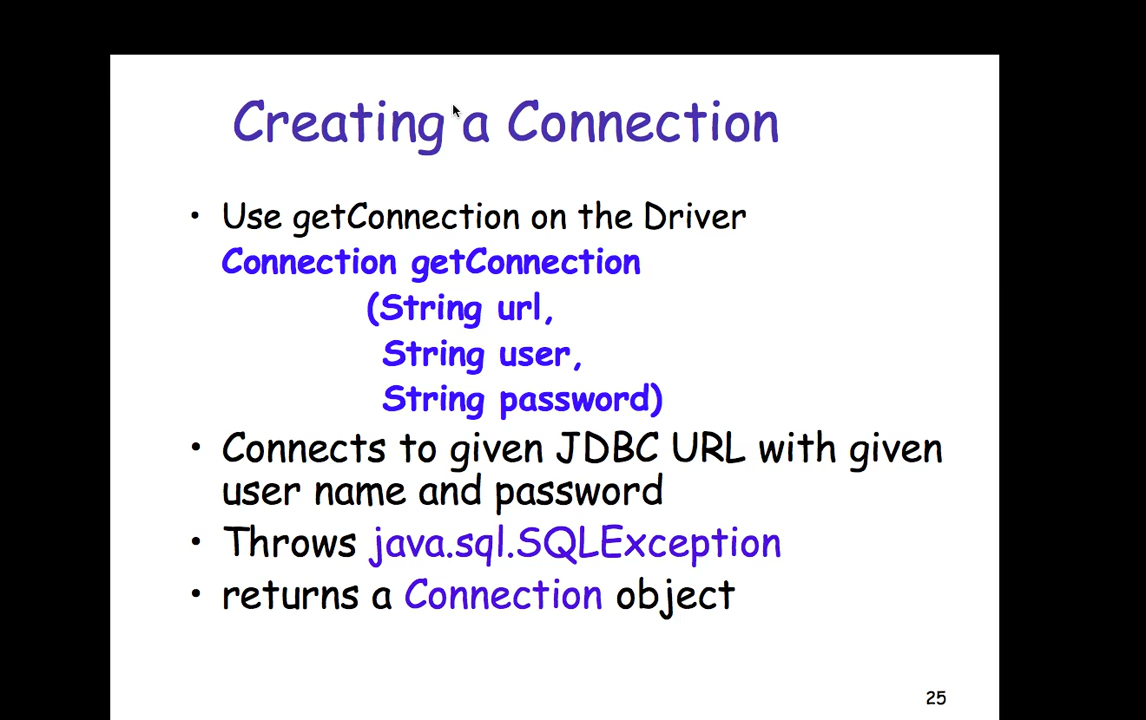 Creating a Connection
• Use getConnection on the Driver
Connection getConnection
(String url,
String user,
String password)
• Connects to given JDBC URL with given
user name and password
• Throws java.sql.SQLException
• returns a Connection object
25